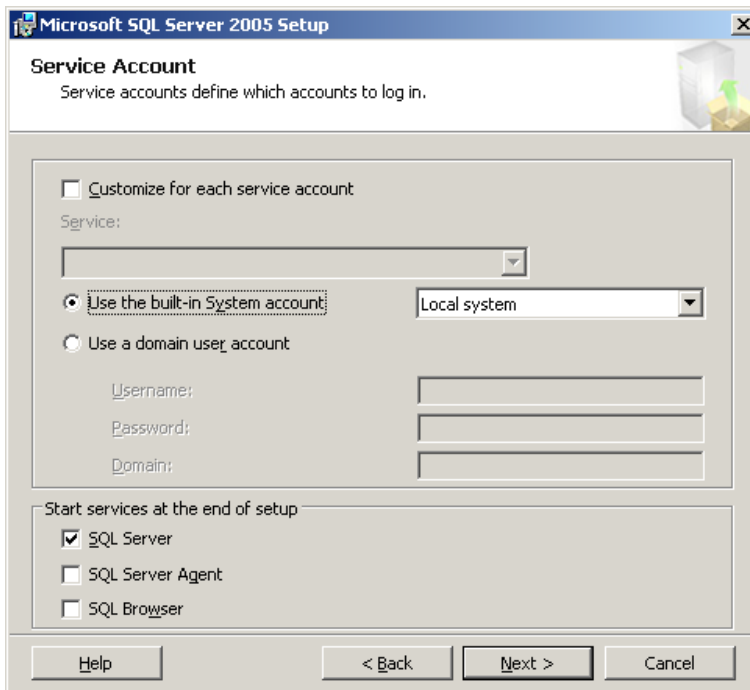 Microsoft SQL Server 2005 Setup
Service Account
Service accounts define which accounts to log in.
Customize for each service account
Service:
Use the built-in System account
Local system
Use a domain user account
Username:
Password:
Domain:
Start services at the end of setup
SQL Server
SQL Server Agent
SQL Browser
Help
< Back
Next >
Cancel